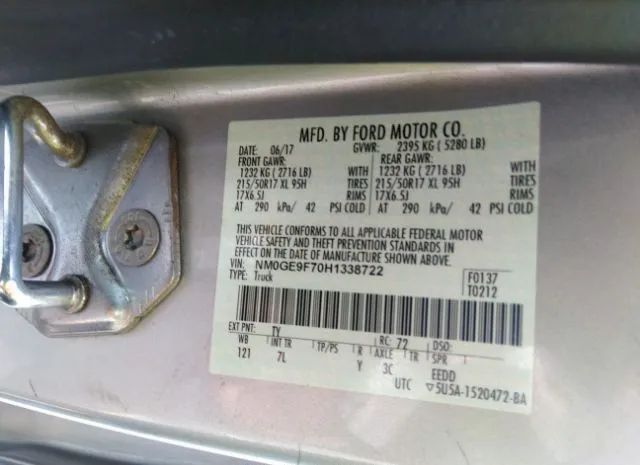 MFD. BY FORD MOTOR CO.
DATE: 06/17 GVWR: 2395 KG ( 5280 LB)
FRONT GAWR: REAR GAWR:
1232 KG ( 2716 LB) WITH 1232 KG ( 2716 LB) WITH
215/50R17 XL 95H TIRES 215/50R17 XL 95H TIRES
17X6.5J RIMS 17X6.5J RIMS
AT 290 kPa/ 42 PSI COLD AT 290 kPa/ 42 PSI COLD
THIS VEHICLE CONFORMS TO ALL APPLICABLE FEDERAL MOTOR
VEHICLE SAFETY AND THEFT PREVENTION STANDARDS IN
EFFECT ON THE DATE OF MANUFACTURE SHOWN ABOVE.
VIN: NM0GE9F70H1338722
TYPE: Truck
F0137
T0212
EXT PNT: TY RC: 72 DSO:
WB INT TR TP/PS R AXLE TR SPR
121 7L Y 3C EEDD
UTC ▽5U5A-1520472-BA